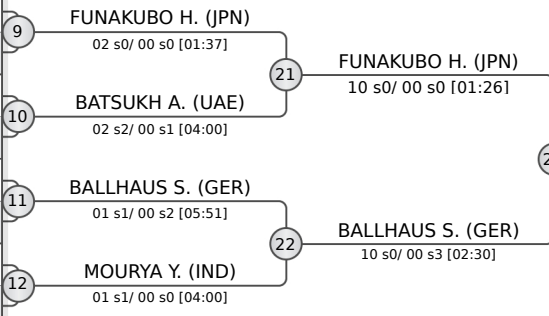 FUNAKUBO H. (JPN)
9
02 s0/ 00 s0 [01:37]
FUNAKUBO H. (JPN)
21
10 s0/ 00 s0 [01:26]
BATSUKH A. (UAE)
10
02 s2/ 00 s1 [04:00]
BALLHAUS S. (GER)
11
01 s1/ 00 s2 [05:51]
BALLHAUS S. (GER)
22
10 s0/ 00 s3 [02:30]
MOURYA Y. (IND)
12
01 s1/ 00 s0 [04:00]